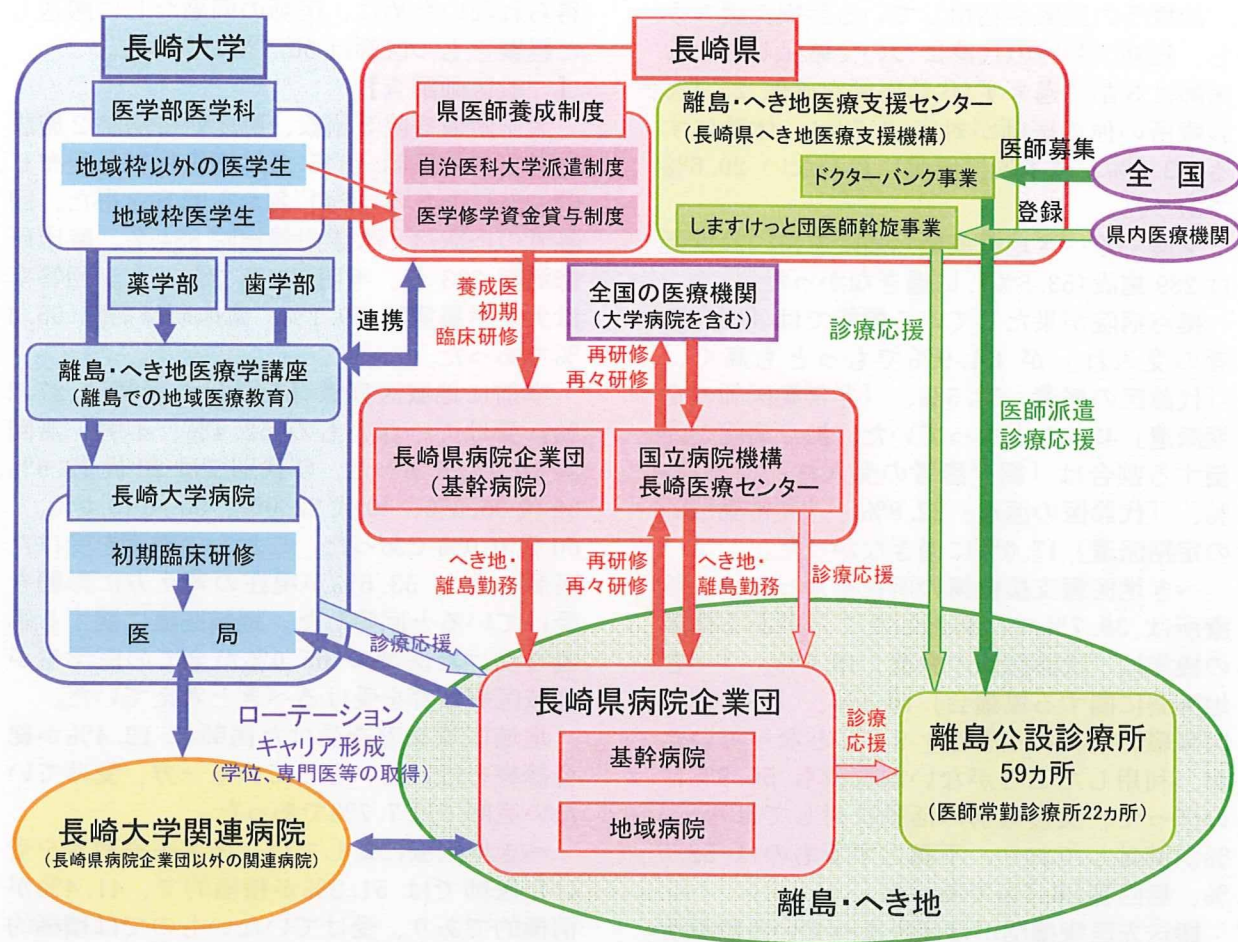 長崎大学
医学部医学科
地域枠以外の医学生
地域枠医学生
薬学部
歯学部
離島・へき地医療学講座
(離島での地域医療教育)
長崎大学病院
初期臨床研修
医 局
長崎県
県医師養成制度
自治医科大学派遣制度
医学修学資金貸与制度
離島・へき地医療支援センター
(長崎県へき地医療支援機構)
ドクターバンク事業
しますけっと団医師斡旋事業
医師募集
全 国
登録
県内医療機関
連携
養成医
初期
臨床研修
全国の医療機関
(大学病院を含む)
診療応援
再研修
再々研修
医師派遣
診療応援
長崎県病院企業団
(基幹病院)
国立病院機構
長崎医療センター
へき地・
離島勤務
再研修
再々研修
へき地・
離島勤務
診療応援
診療応援
ローテーション
キャリア形成
(学位、専門医等の取得)
長崎県病院企業団
基幹病院
地域病院
診療
応援
離島公設診療所
59ヵ所
(医師常勤診療所22ヵ所)
長崎大学関連病院
(長崎県病院企業団以外の関連病院)
離島・へき地